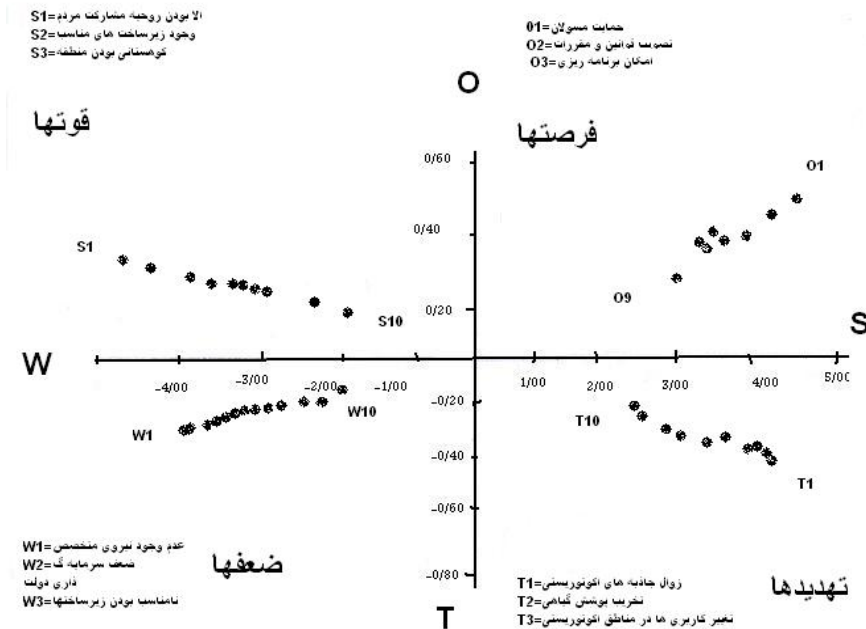 S1=الا بودن روحیه مشارکت مردم
S2=وجود زیرساخت های مناسب
S3=کوهستانی بودن منطقه
O1=حمایت مسولان
O2=تصویب قوانین و مقررات
O3=امکان برنامه ریزی
O
قوتها
فرصتها
0/60
O1
0/40
S1
0/20
O9
S10
S
W
-4/00
-3/00
-2/00
-1/00
1/00
2/00
3/00
4/00
5/00
-0/20
W10
T10
W1
-0/40
T1
-0/60
W1=عدم وجود نیروی متخصص
W2=ضعف سرمایه گ
ذاری دولت
W3=نامناسب بودن زیرساختها
ضعفها
-0/80
T
T1=زوال جاذبه های اکوتوریستی
T2=تخریب پوشش گیاهی
T3=تغییر کاربری ها در مناطق اکوتوریستی
تهدیدها